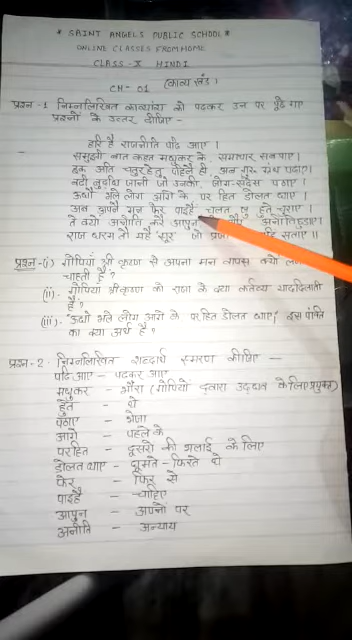 * SAINT ANGELS PUBLIC SCHOOL *
ONLINE CLASSES FROM HOME
CLASS-X HINDI
CH- 01 (काव्य खंड)
प्रश्न-1 निम्नलिखित काव्यांश को पढ़कर उन पर पूछे गए
प्रश्नों के उत्तर दीजिए -
हरि हैं राजनीति पढ़ि आए।
समुझी बात कहत मधुकर के, समाचार सब पाए।
इक अति चतुर हुते पहिलैं ही, अब गुरु ग्रंथ पढ़ाए।
बढ़ी बुद्धि जानी जो उनकी, जोग-सँदेस पठाए।
ऊधौ भले लोग आगे के, पर हित डोलत धाए।
अब अपने मन फेर पाइहैं, चलत जु हुते चुराए।
ते क्यों अनीति करैं आपुन, अनीति छुड़ाए।
राज धरम तौ यहै 'सूर' जो प्रजा सताए॥
प्रश्न-(i) गोपियाँ श्री कृष्ण से अपना मन वापस क्यों
चाहती हैं?
(ii) - गोपियाँ श्रीकृष्ण को राजा के क्या कर्तव्य याद दिलाती
हैं?
(iii) - ऊधौ भले लोग आगे के पर हित डोलत धाए। इस पंक्ति
का क्या अर्थ है?
प्रश्न-2 निम्नलिखित शब्दार्थ स्मरण कीजिए -
पढ़ि आए - पढ़कर आए
मधुकर - भौंरा (गोपियों द्वारा उद्धव के लिए प्रयुक्त)
हुते - थे
पठाए - भेजा
आगे - पहले के
परहित - दूसरों की भलाई के लिए
डोलत धाए - घूमते-फिरते थे
फेर - फिर से
पाइहैं - चाहिए
आपुन - अपनों पर
अनीति - अन्याय